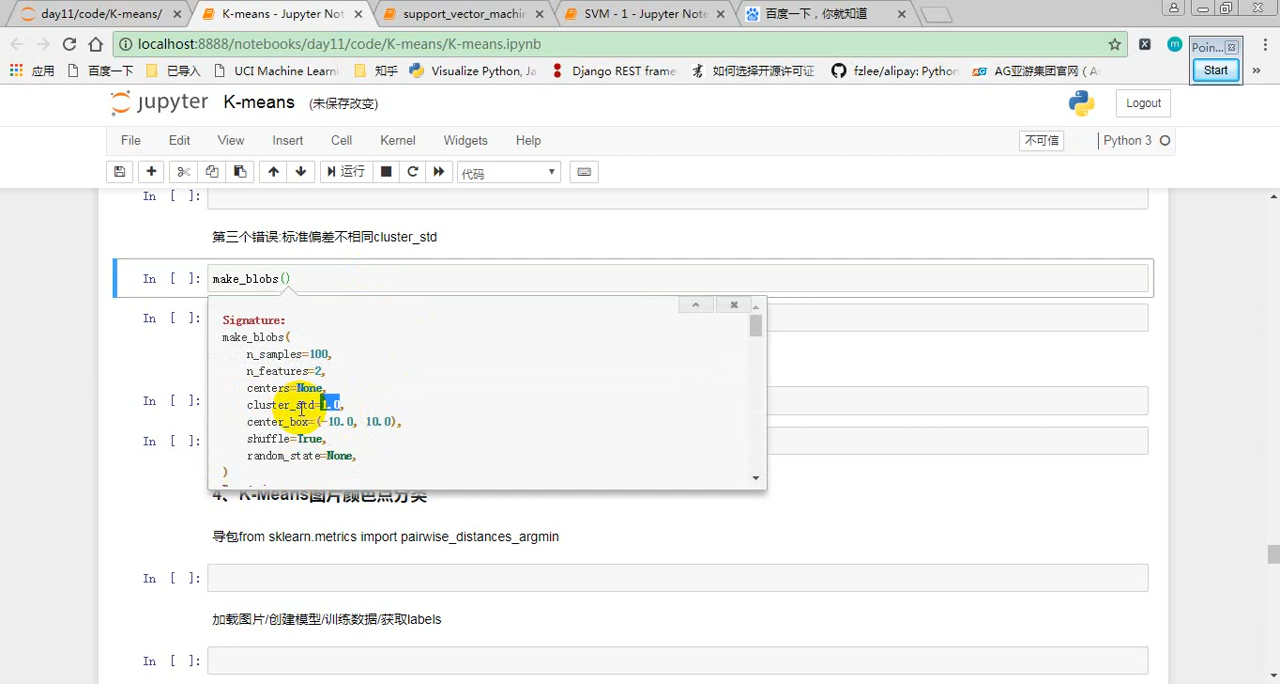 day11/code/K-means/
K-means - Jupyter Not
support_vector_machin
SVM - 1 - Jupyter Note
百度一下，你就知道
localhost:8888/notebooks/day11/code/K-means/K-means.ipynb
应用
百度一下
已导入
UCI Machine Learni
知乎
Visualize Python, Ja
Django REST frame
如何选择开源许可证
fzlee/alipay: Python
AG亚游集团官网（A
Poin...
Start
jupyter
K-means (未保存改变)
Logout
File Edit View Insert Cell Kernel Widgets Help
不可信
Python 3
运行
代码
In [ ]:
第三个错误:标准偏差不相同cluster_std
In [ ]: make_blobs()
In [ ]:
Signature:
make_blobs(
n_samples=100,
n_features=2,
centers=None,
cluster_std=1.0,
center_box=(-10.0, 10.0),
shuffle=True,
random_state=None,
)
In [ ]:
In [ ]:
4、K-Means图片颜色点分类
导包from sklearn.metrics import pairwise_distances_argmin
In [ ]:
加载图片/创建模型/训练数据/获取labels
In [ ]: